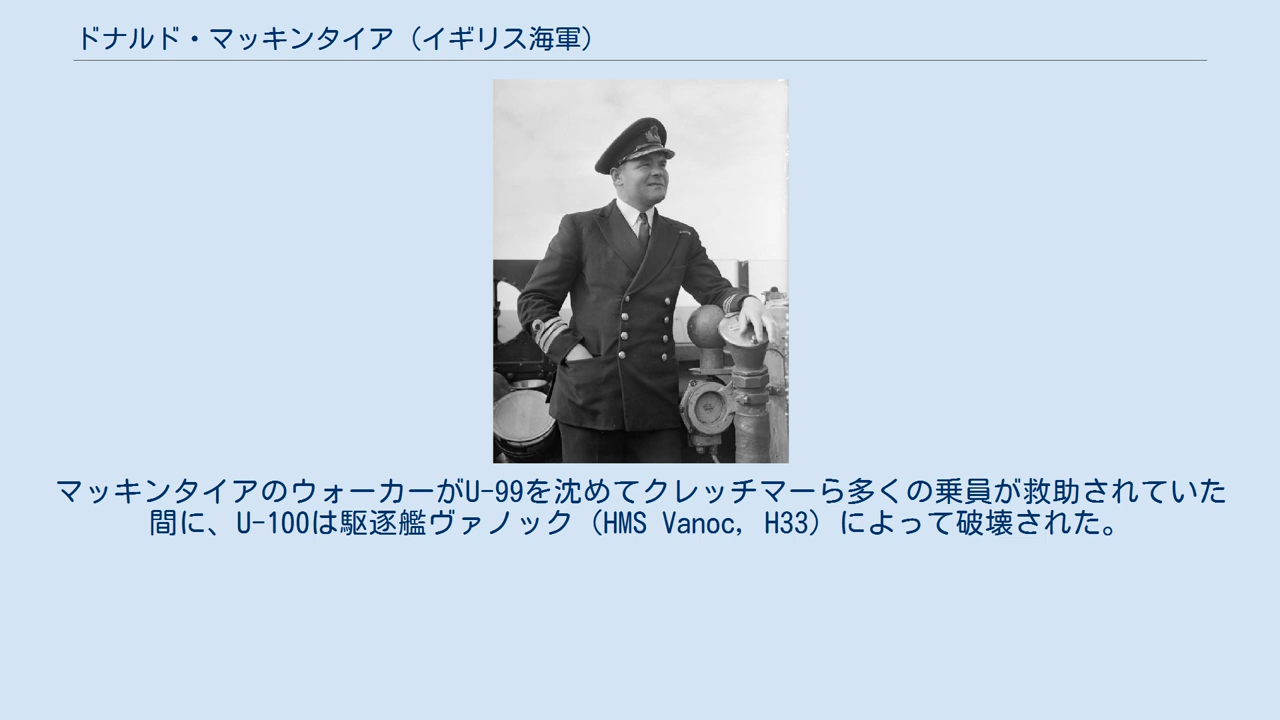 ドナルド・マッキンタイア（イギリス海軍）
マッキンタイアのウォーカーがU-99を沈めてクレッチマーら多くの乗員が救助されていた
間に、U-100は駆逐艦ヴァノック（HMS Vanoc, H33）によって破壊された。